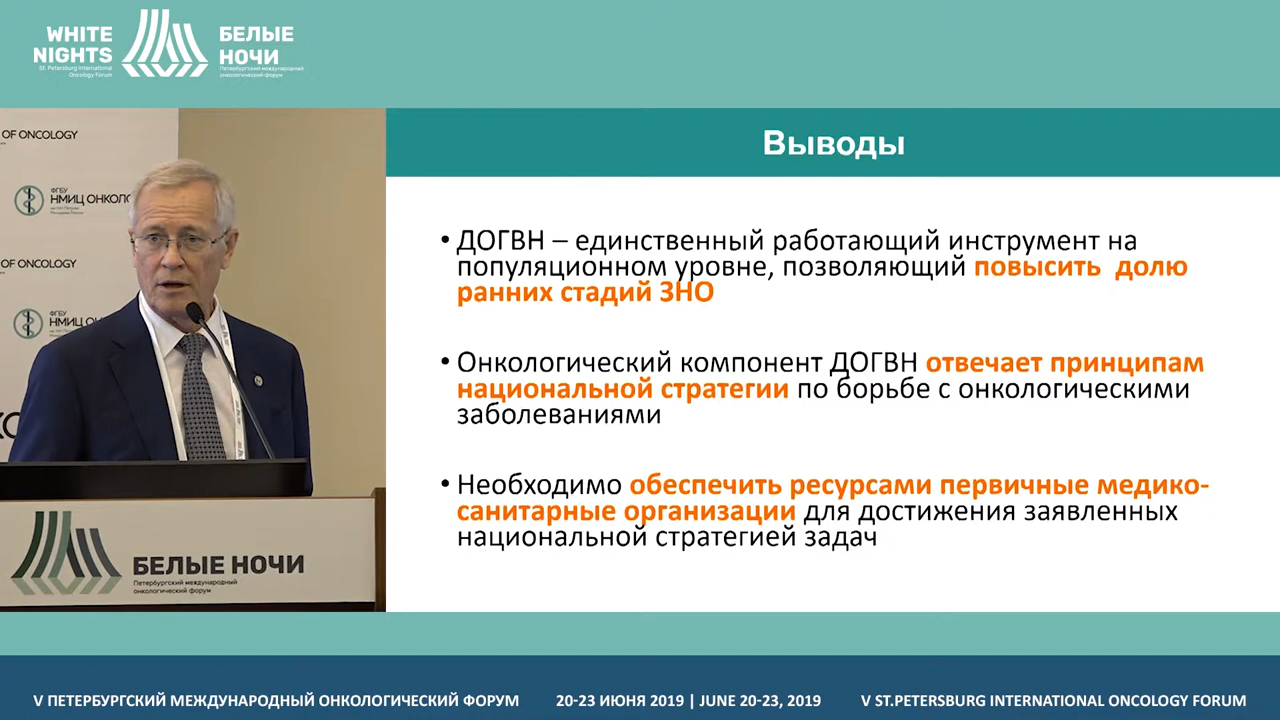 WHITE
NIGHTS
St. Petersburg International
Oncology Forum
БЕЛЫЕ
НОЧИ
Петербургский международный
онкологический форум
OF ONCOLOGY
ФГБУ
НМИЦ ОНКОЛО
OF ONCOLOGY
ФГБУ
НМИЦ ОНК
БЕЛЫЕ НОЧИ
Петербургский международный
онкологический форум
Выводы
• ДОГВН – единственный работающий инструмент на
популяционном уровне, позволяющий повысить долю
ранних стадий ЗНО
• Онкологический компонент ДОГВН отвечает принципам
национальной стратегии по борьбе с онкологическими
заболеваниями
• Необходимо обеспечить ресурсами первичные медико-
санитарные организации для достижения заявленных
национальной стратегией задач
V ПЕТЕРБУРГСКИЙ МЕЖДУНАРОДНЫЙ ОНКОЛОГИЧЕСКИЙ ФОРУМ
20-23 ИЮНЯ 2019 | JUNE 20-23, 2019
V ST.PETERSBURG INTERNATIONAL ONCOLOGY FORUM